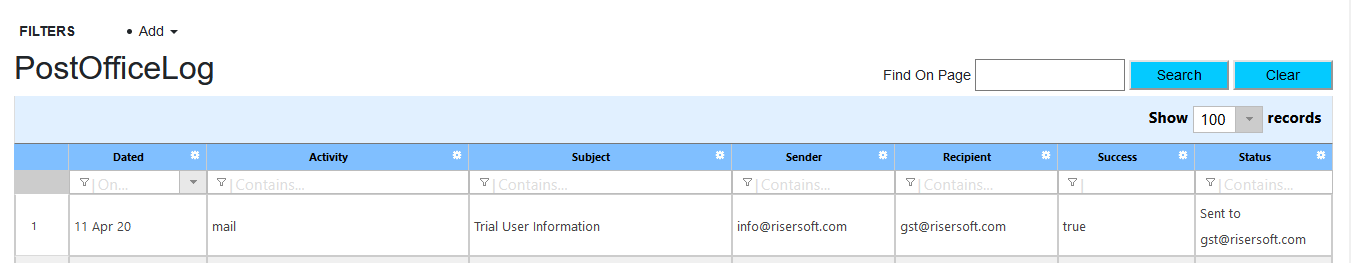 FILTERS • Add
PostOfficeLog
Find On Page Search Clear
Show 100 records
Dated Activity Subject Sender Recipient Success Status
On... Contains... Contains... Contains... Contains... Contains...
1 11 Apr 20 mail Trial User Information info@risersoft.com gst@risersoft.com true Sent to
gst@risersoft.com